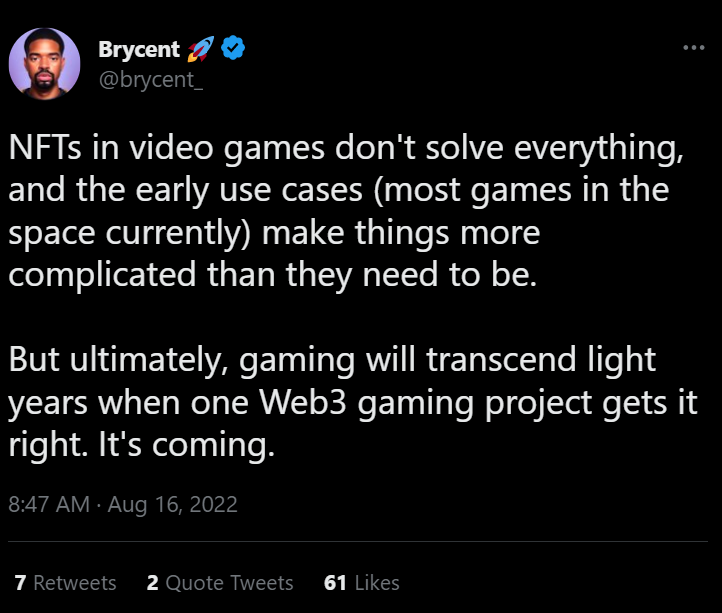 Brycent 🚀
@brycent_
NFTs in video games don't solve everything,
and the early use cases (most games in the
space currently) make things more
complicated than they need to be.
But ultimately, gaming will transcend light
years when one Web3 gaming project gets it
right. It's coming.
8:47 AM · Aug 16, 2022
7 Retweets 2 Quote Tweets 61 Likes